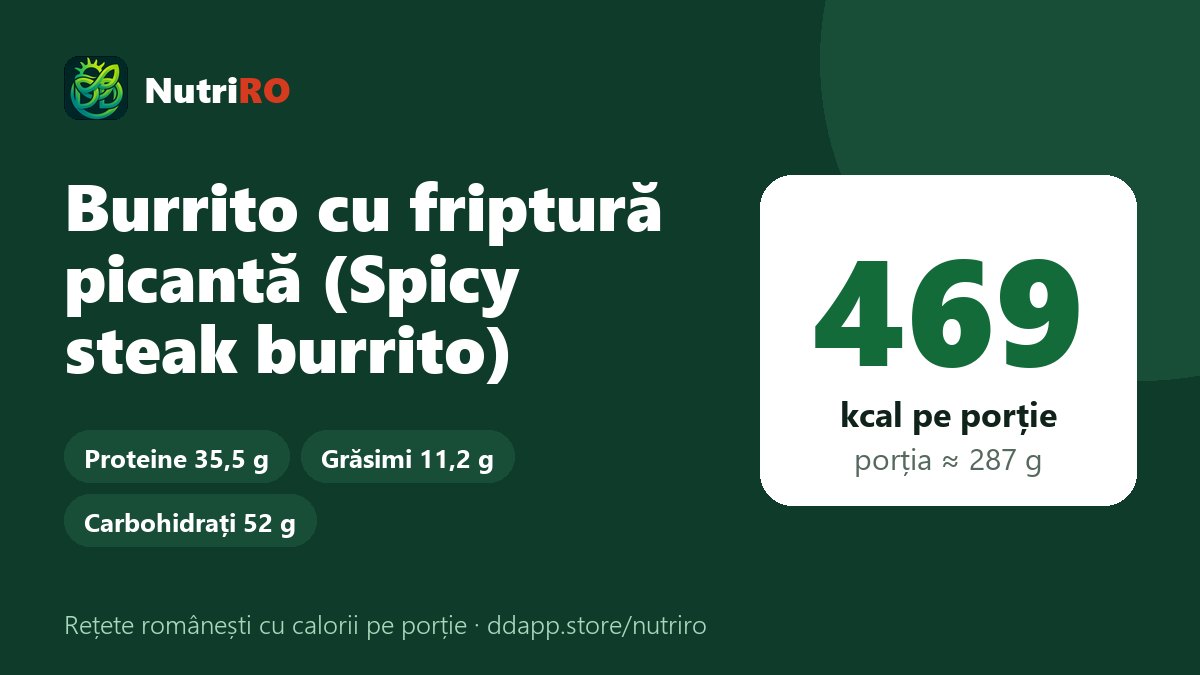 NutriRO
Burrito cu friptură
picantă (Spicy
steak burrito)
Proteine 35,5 g
Grăsimi 11,2 g
Carbohidrați 52 g
469
kcal pe porție
porția ≈ 287 g
Rețete românești cu calorii pe porție · ddapp.store/nutriro